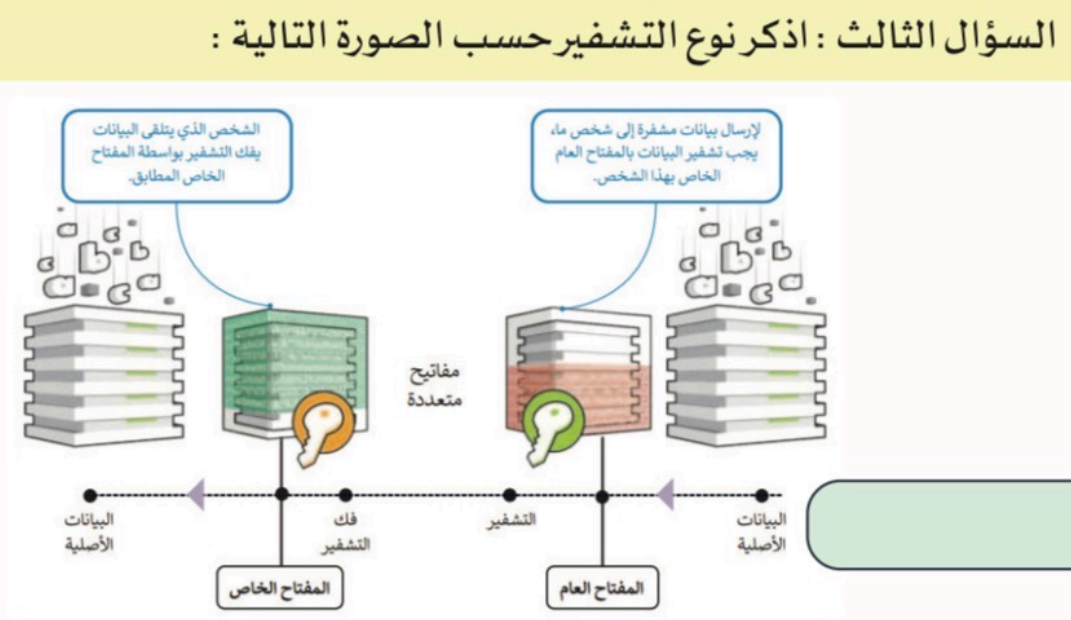 السؤال الثالث : اذكر نوع التشفير حسب الصورة التالية :
لإرسال بيانات مشفرة إلى شخص ما،
يجب تشفير البيانات بالمفتاح العام
الخاص بهذا الشخص.
الشخص الذي يتلقى البيانات
يفك التشفير بواسطة المفتاح
الخاص المطابق.
مفاتيح
متعددة
البيانات
الأصلية
التشفير
فك
التشفير
البيانات
الأصلية
المفتاح العام
المفتاح الخاص